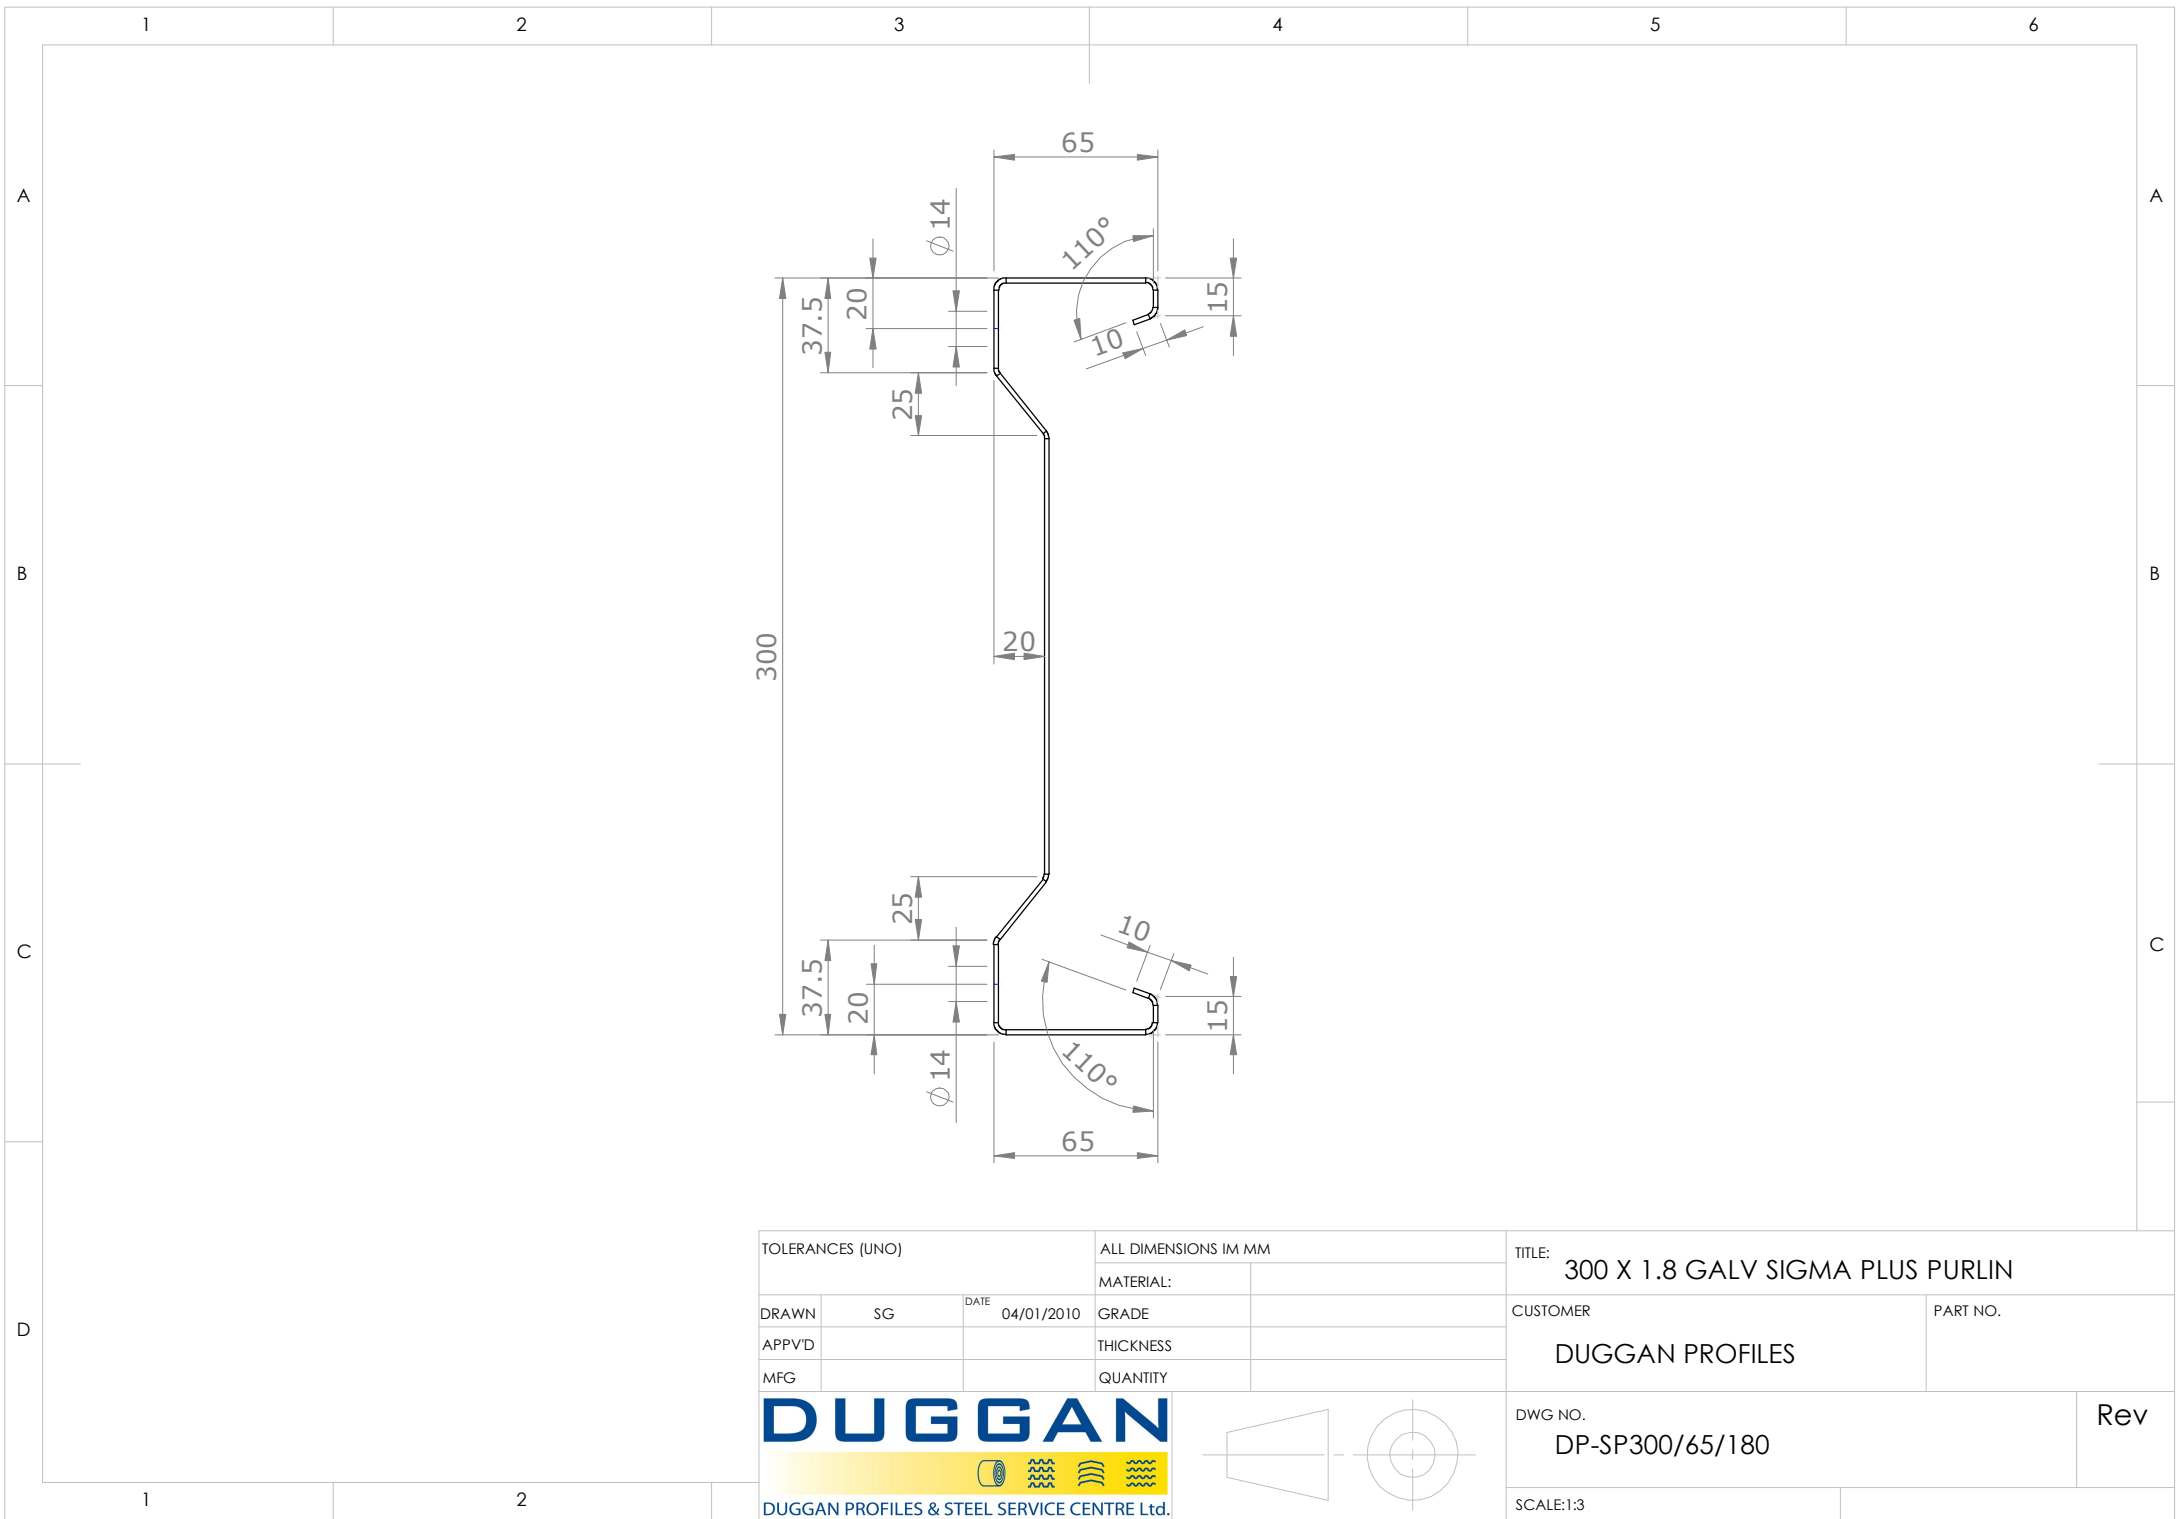 1 2 3 4 5 6
A A
B B
C C
D
65
Ø14
110°
37.5
20
15
10
25
300
20
25
10
37.5
20
15
Ø14
110°
65
TOLERANCES (UNO)
ALL DIMENSIONS IM MM
MATERIAL:
DRAWN SG DATE 04/01/2010 GRADE
APPV'D THICKNESS
MFG QUANTITY
TITLE: 300 X 1.8 GALV SIGMA PLUS PURLIN
CUSTOMER
DUGGAN PROFILES
PART NO.
DUGGAN
DUGGAN PROFILES & STEEL SERVICE CENTRE Ltd.
DWG NO.
DP-SP300/65/180
Rev
SCALE:1:3
1 2